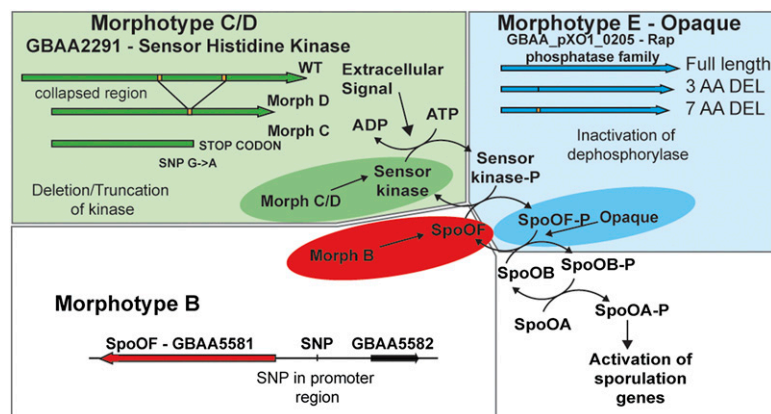 Morphotype C/D
GBAA2291 - Sensor Histidine Kinase
WT
collapsed region
Morph D
Morph C
STOP CODON
SNP G->A
Deletion/Truncation
of kinase
Extracellular
Signal
ADP
ATP
Sensor
kinase
Morph C/D
Morphotype E - Opaque
GBAA_pXO1_0205 - Rap
phosphatase family
Full length
3 AA DEL
7 AA DEL
Inactivation of
dephosphorylase
Sensor
kinase-P
SpoOF
SpoOF-P
Opaque
Morph B
SpoOB
SpoOB-P
SpoOA
SpoOA-P
Activation of
sporulation
genes
Morphotype B
SpoOF - GBAA5581
SNP
GBAA5582
SNP in promoter
region